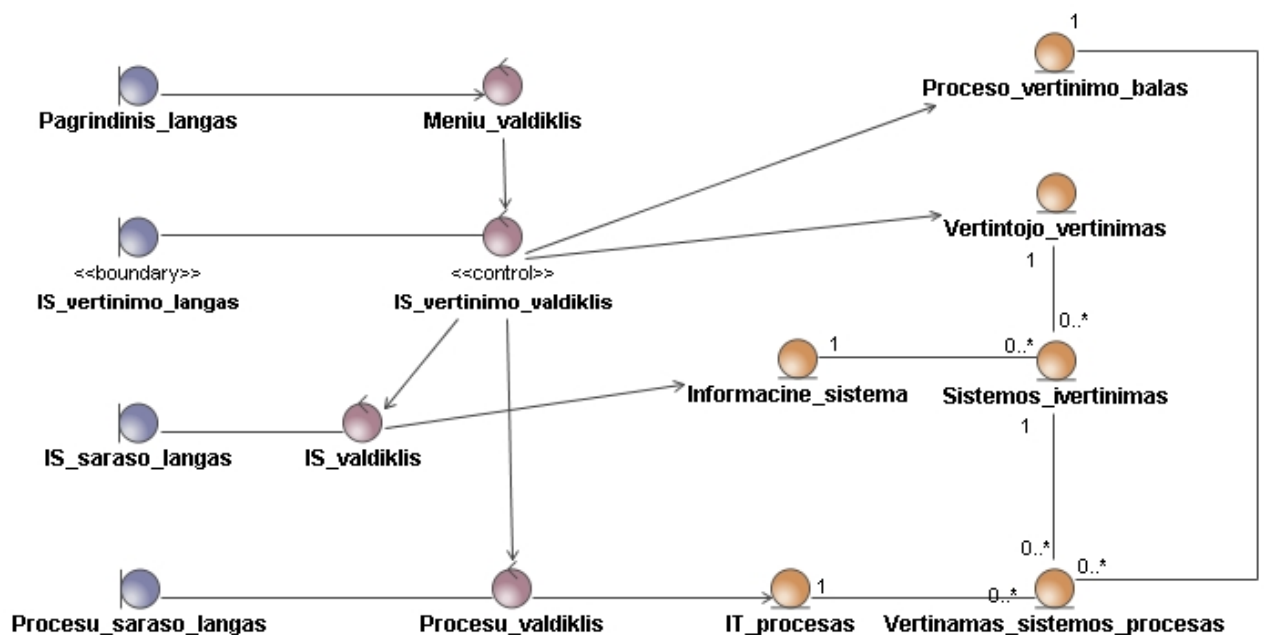 1
Proceso_vertinimo_balas
Pagrindinis_langas
Meniu_valdiklis
Vertintojo_vertinimas
1
<<boundary>>
<<control>>
IS_vertinimo_langas
IS_vertinimo_valdiklis
0..*
1
0..*
Informacine_sistema
Sistemos_ivertinimas
1
IS_saraso_langas
IS_valdiklis
0..*
0..*
1
0..*
Procesu_saraso_langas
Procesu_valdiklis
IT_procesas
Vertinamas_sistemos_procesas